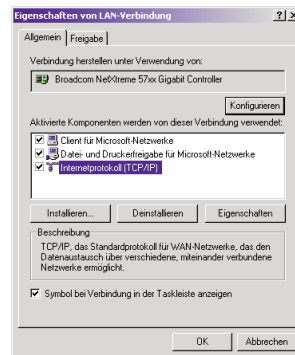 Eigenschaften von LAN-Verbindung
Allgemein Freigabe
Verbindung herstellen unter Verwendung von:
Broadcom NetXtreme 57xx Gigabit Controller
Konfigurieren
Aktivierte Komponenten werden von dieser Verbindung verwendet:
Client für Microsoft-Netzwerke
Datei- und Druckerfreigabe für Microsoft-Netzwerke
Internetprotokoll (TCP/IP)
Installieren... Deinstallieren Eigenschaften
Beschreibung
TCP/IP, das Standardprotokoll für WAN-Netzwerke, das den
Datenaustausch über verschiedene, miteinander verbundene
Netzwerke ermöglicht.
Symbol bei Verbindung in der Taskleiste anzeigen
OK Abbrechen